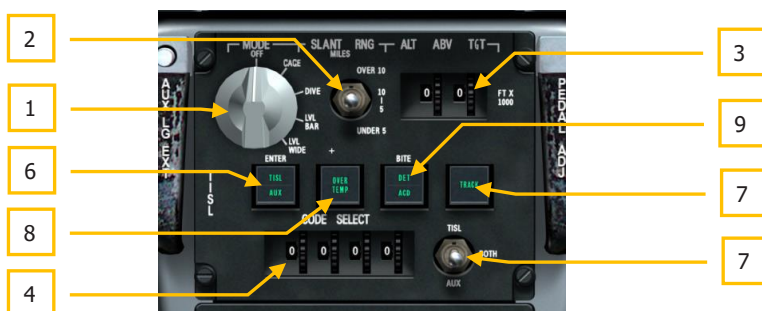 2
MODE
SLANT RNG
ALT ABV TGT
OFF
MILES
CAGE
OVER 10
3
DIVE
10
|
5
0 0
FT X
1000
1
LVL
BAR
UNDER 5
LVL
WIDE
9
AUX LG EXT
PEDAL ADJ
+
ENTER
BITE
6
TISL
AUX
OVER
TEMP
DET
ACD
TRACK
7
TISL
8
CODE SELECT
TISL
0 0 0 0
BOTH
7
4
AUX